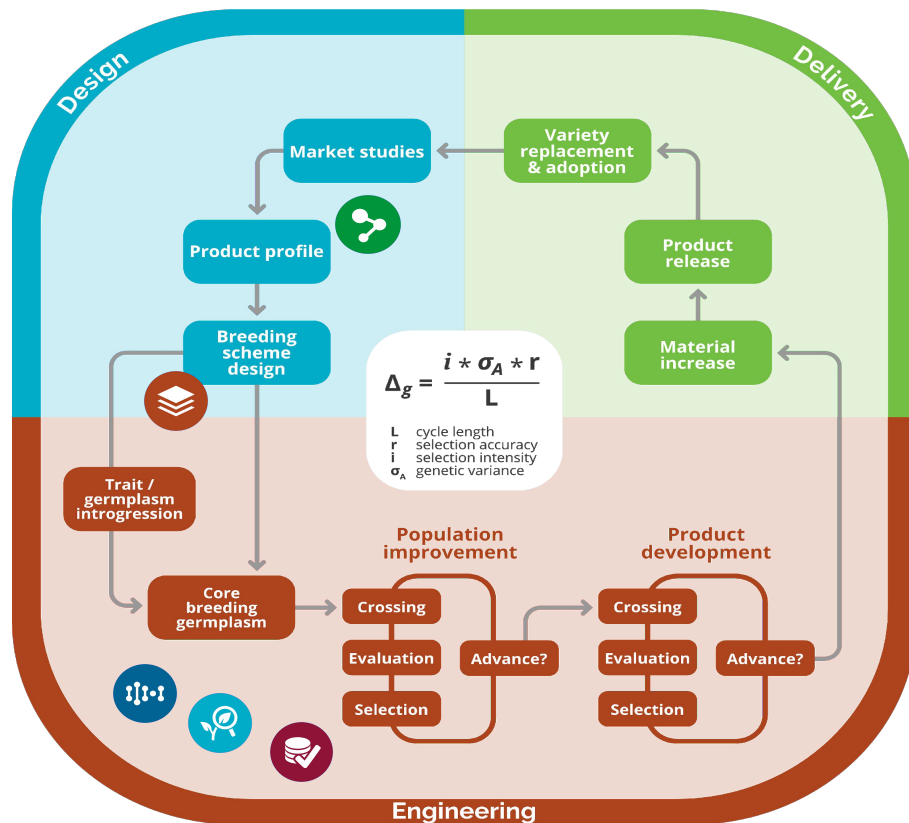 Design
Delivery
Market studies
Variety
replacement
& adoption
Product profile
Product
release
Breeding
scheme
design
Material
increase
Δg = i * σA * r
L
L cycle length
r selection accuracy
i selection intensity
σA genetic variance
Trait /
germplasm
introgression
Core
breeding
germplasm
Population
improvement
Crossing
Evaluation
Selection
Advance?
Product
development
Crossing
Evaluation
Selection
Advance?
Engineering